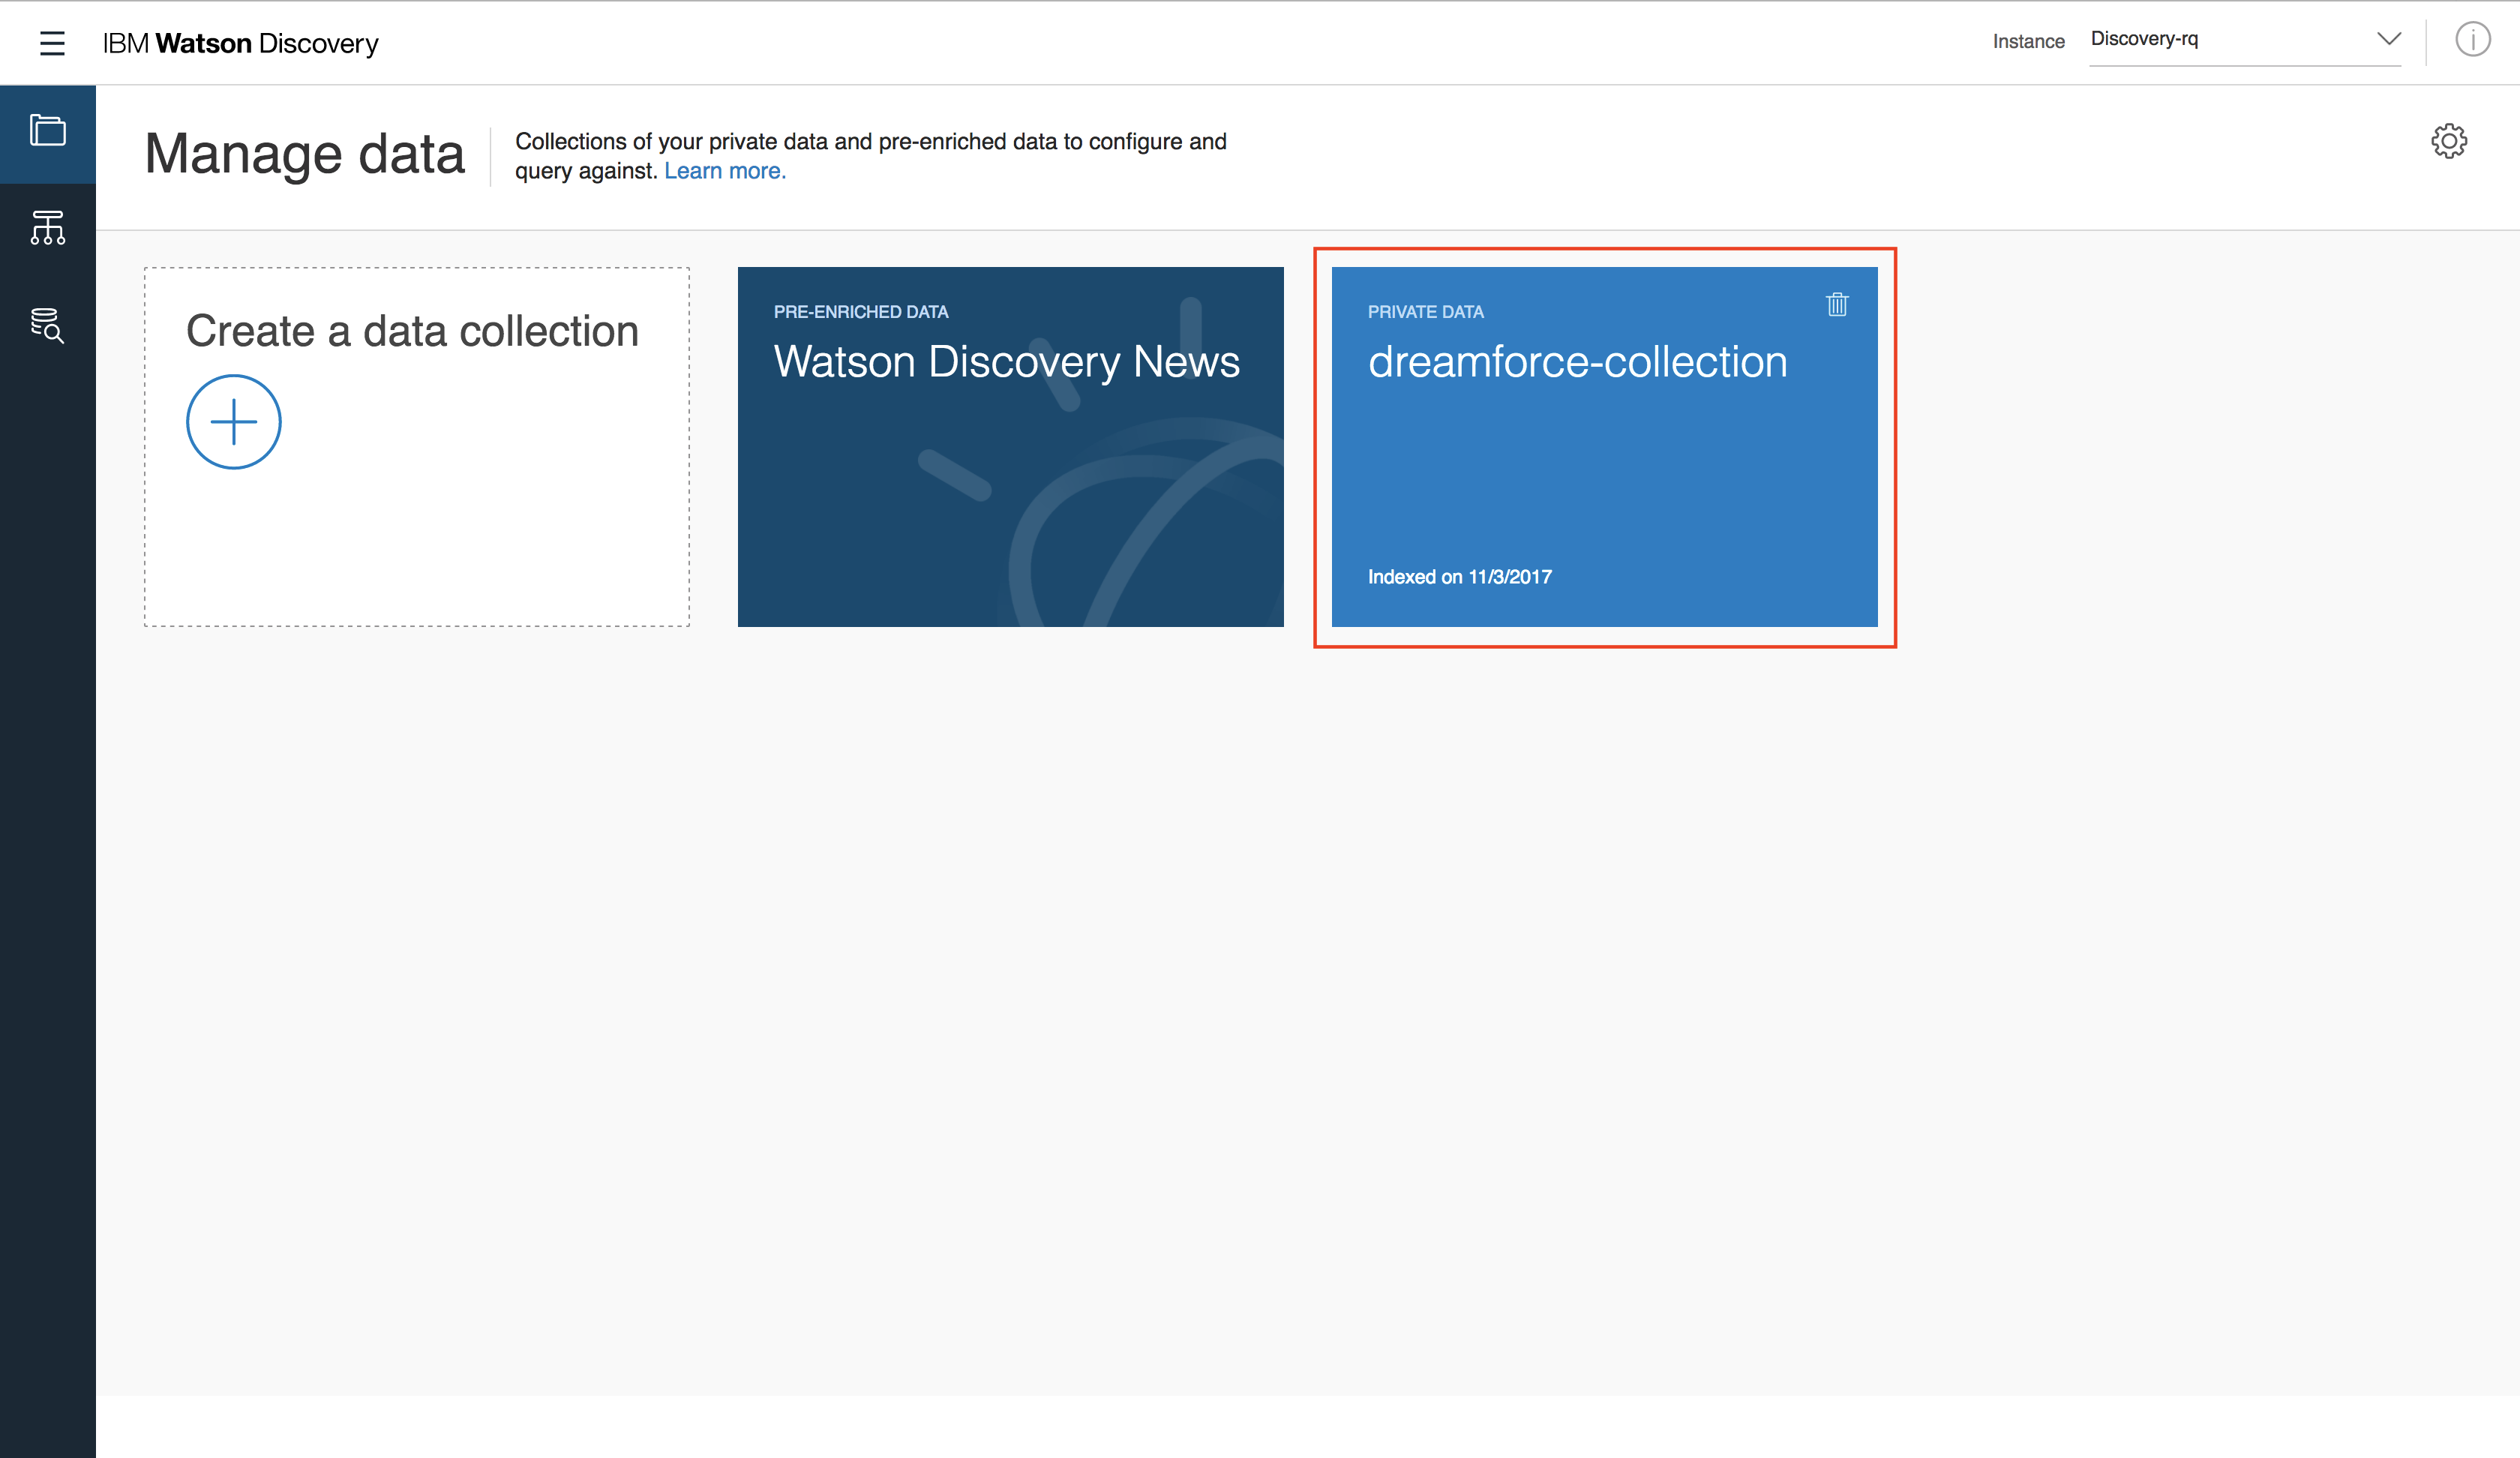 IBM Watson Discovery
Instance
Discovery-rq
Manage data
Collections of your private data and pre-enriched data to configure and
query against. Learn more.
Create a data collection
PRE-ENRICHED DATA
Watson Discovery News
PRIVATE DATA
dreamforce-collection
Indexed on 11/3/2017